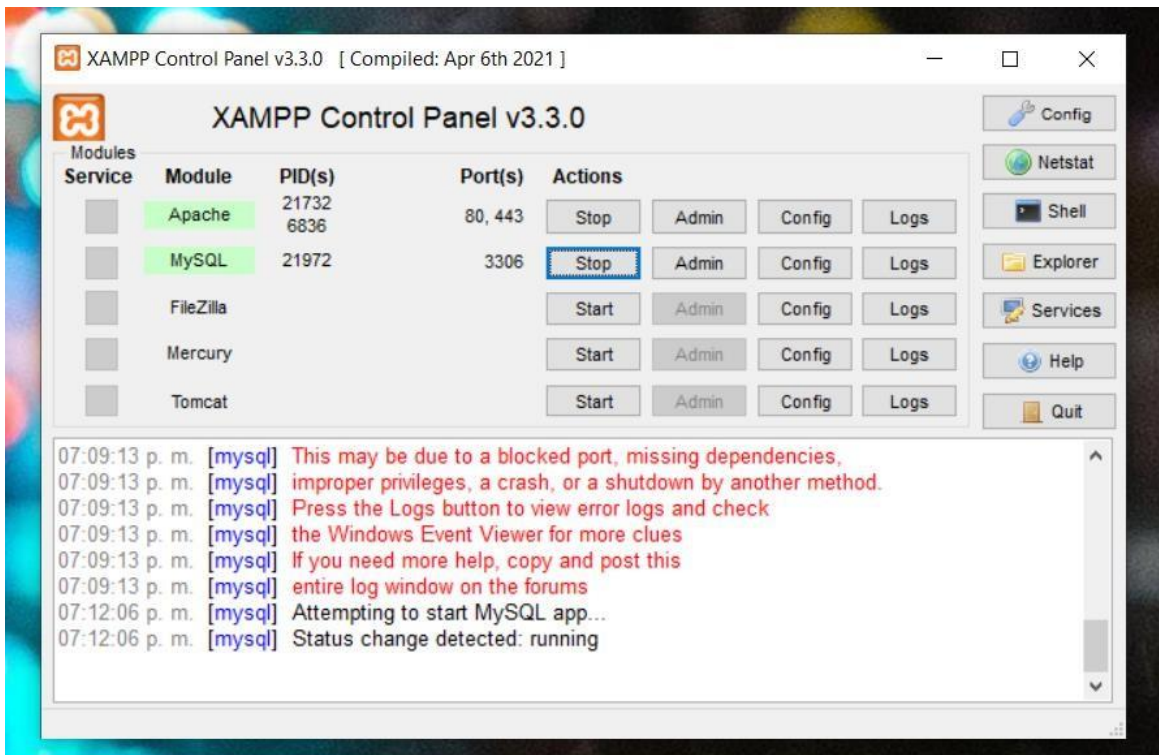 XAMPP Control Panel v3.3.0 [ Compiled: Apr 6th 2021 ]
XAMPP Control Panel v3.3.0
Config
Modules
Service Module PID(s) Port(s) Actions
Netstat
Apache 21732 6836 80, 443 Stop Admin Config Logs
Shell
MySQL 21972 3306 Stop Admin Config Logs
Explorer
FileZilla Start Admin Config Logs
Services
Mercury Start Admin Config Logs
Help
Tomcat Start Admin Config Logs
Quit
07:09:13 p. m. [mysql] This may be due to a blocked port, missing dependencies,
07:09:13 p. m. [mysql] improper privileges, a crash, or a shutdown by another method.
07:09:13 p. m. [mysql] Press the Logs button to view error logs and check
07:09:13 p. m. [mysql] the Windows Event Viewer for more clues
07:09:13 p. m. [mysql] If you need more help, copy and post this
07:09:13 p. m. [mysql] entire log window on the forums
07:12:06 p. m. [mysql] Attempting to start MySQL app...
07:12:06 p. m. [mysql] Status change detected: running